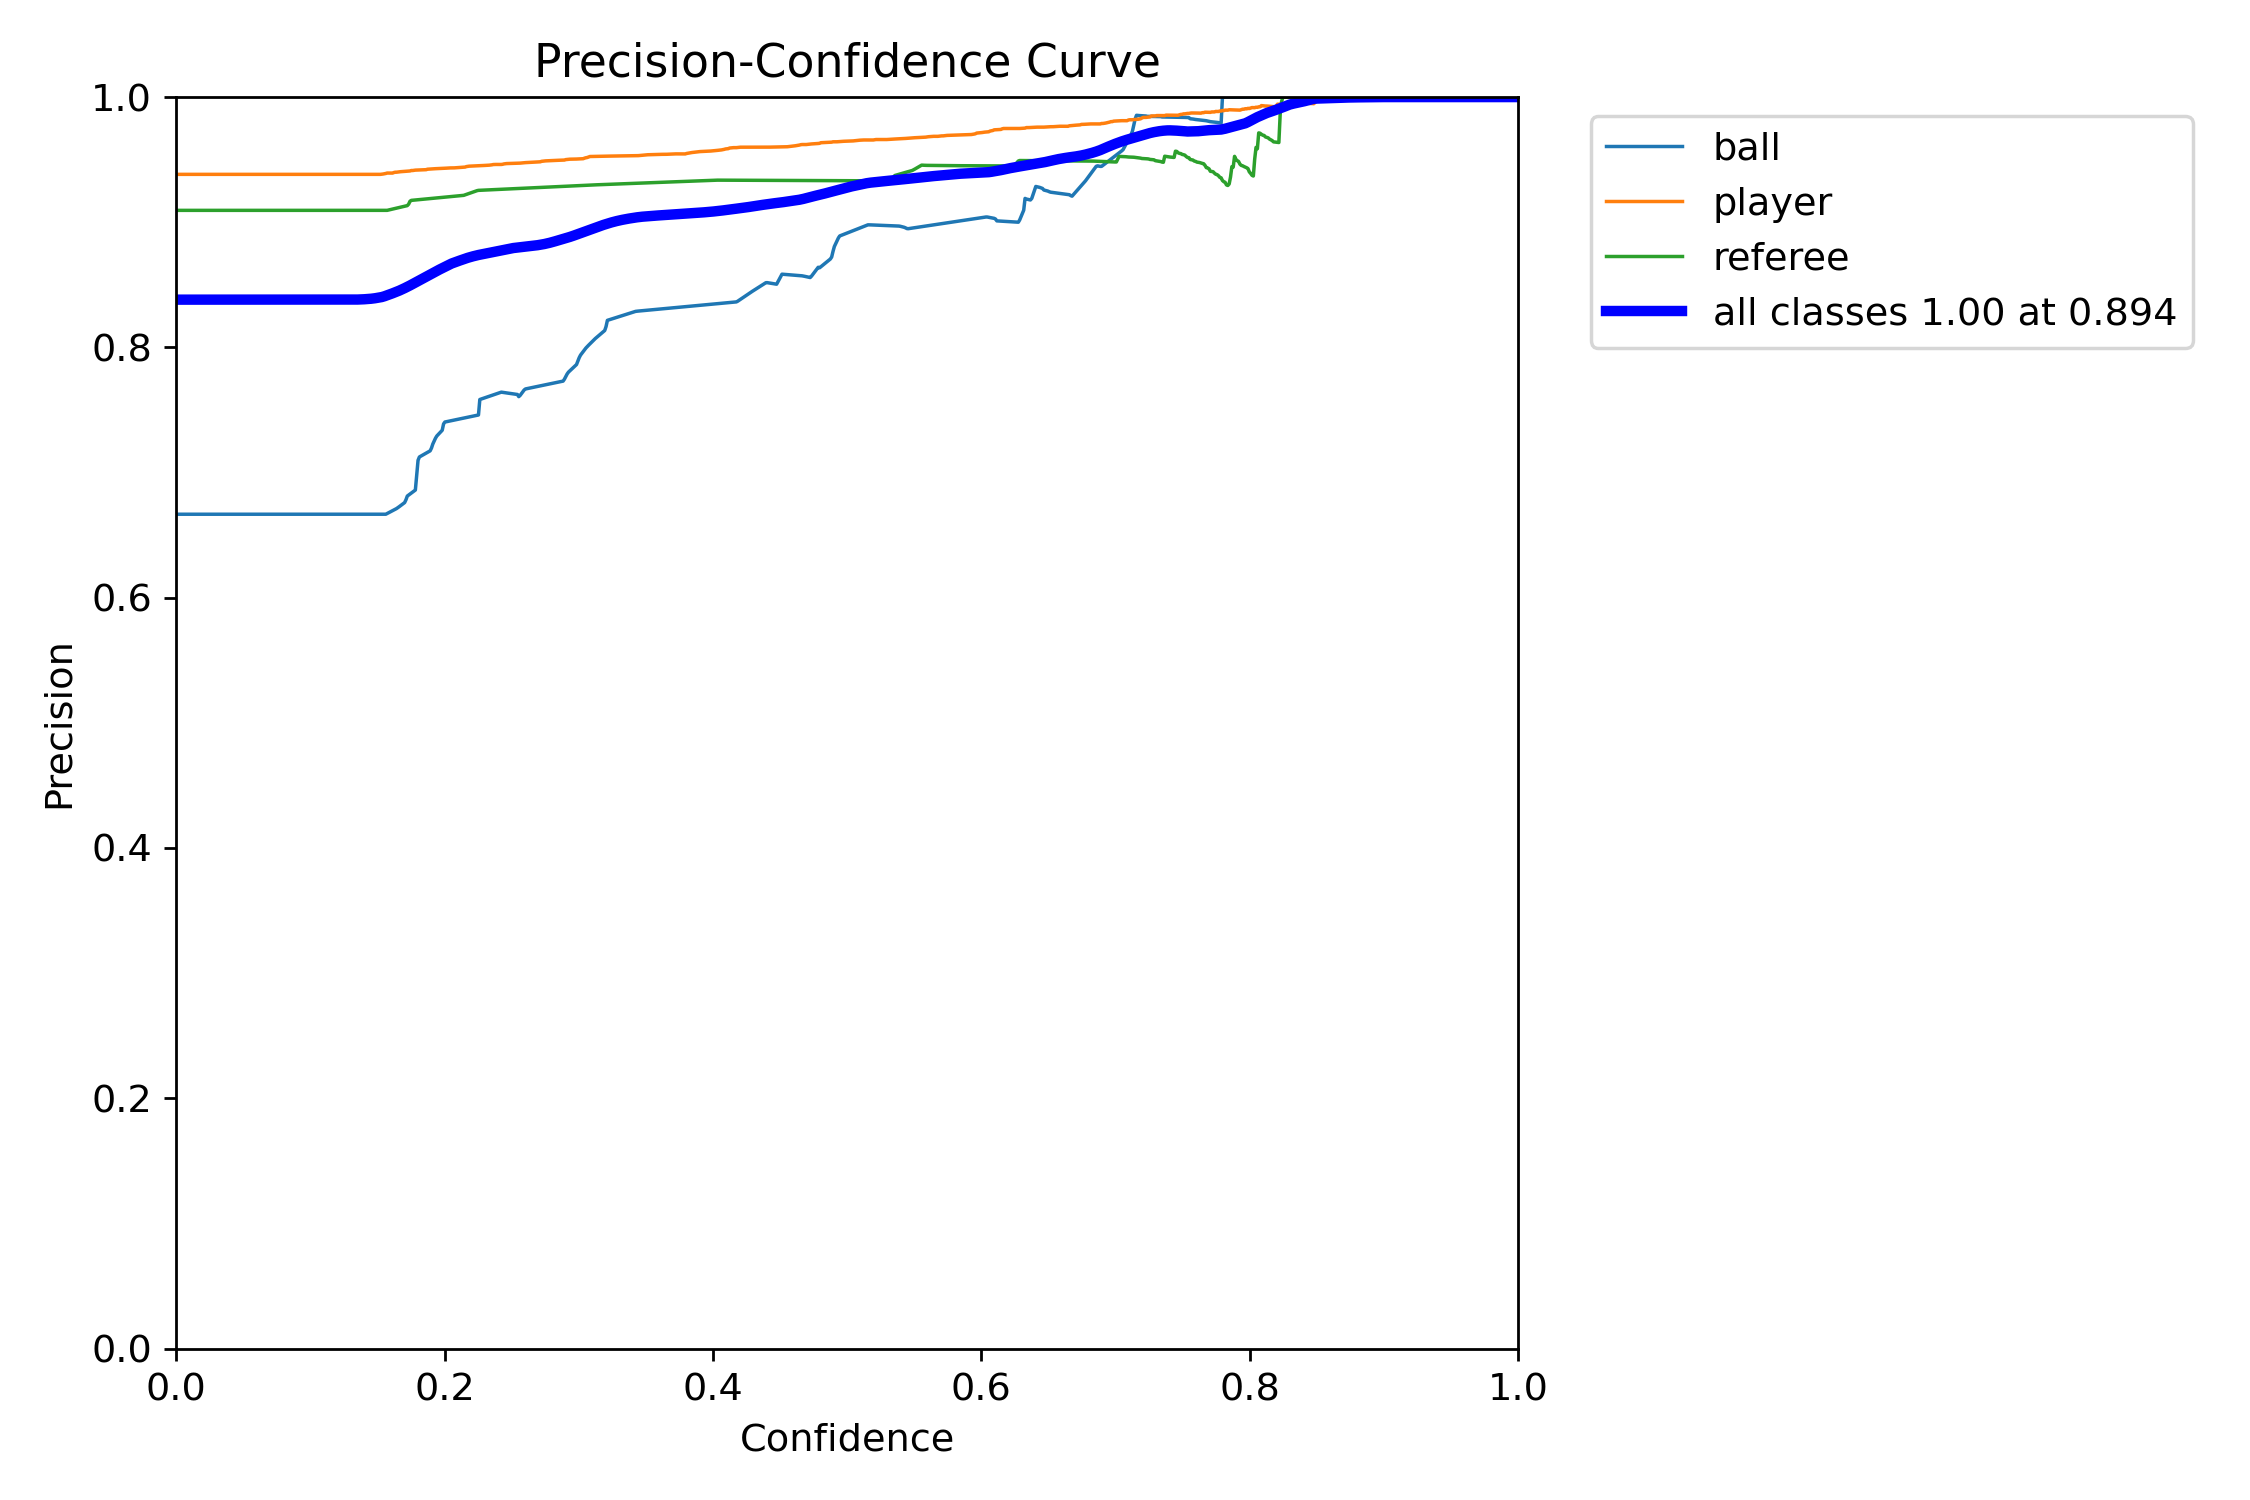 Precision-Confidence Curve
1.0
0.8
0.6
0.4
0.2
0.0
Precision
0.0 0.2 0.4 0.6 0.8 1.0
Confidence
ball
player
referee
all classes 1.00 at 0.894